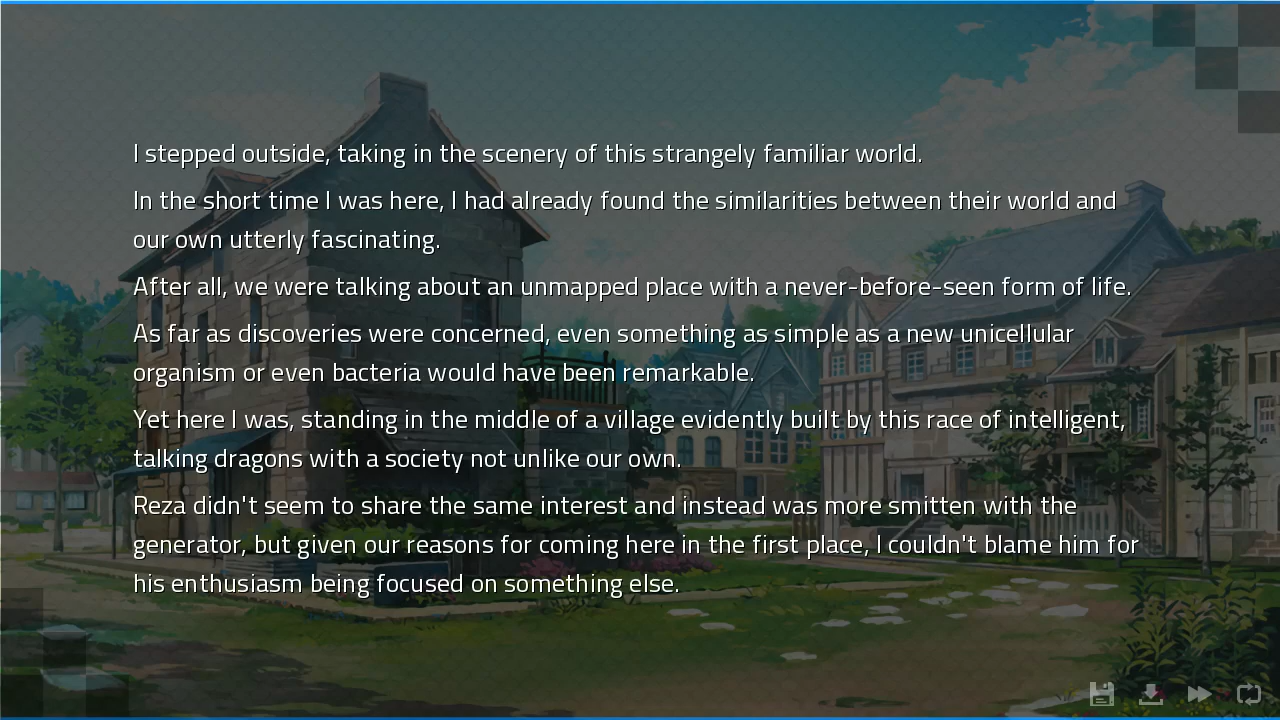 I stepped outside, taking in the scenery of this strangely familiar world.
In the short time I was here, I had already found the similarities between their world and
our own utterly fascinating.
After all, we were talking about an unmapped place with a never-before-seen form of life.
As far as discoveries were concerned, even something as simple as a new unicellular
organism or even bacteria would have been remarkable.
Yet here I was, standing in the middle of a village evidently built by this race of intelligent,
talking dragons with a society not unlike our own.
Reza didn't seem to share the same interest and instead was more smitten with the
generator, but given our reasons for coming here in the first place, I couldn't blame him for
his enthusiasm being focused on something else.